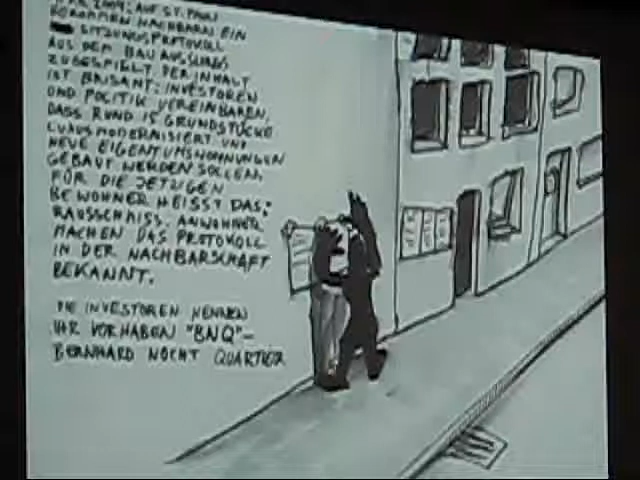 2009: AUF ST. PAULI
BEKOMMEN NACHBARN EIN
SITZUNGSPROTOKOLL
AUS DEM BAUAUSSCHUSS
ZUGESPIELT. DER INHALT
IST BRISANT: INVESTOREN
UND POLITIK VEREINBAREN,
DASS RUND 15 GRUNDSTÜCKE
LUXUSMODERNISIERT UND
NEUE EIGENTUMSWOHNUNGEN
GEBAUT WERDEN SOLLEN.
FÜR DIE JETZIGEN
BEWOHNER HEISST DAS:
RAUSSCHMISS. ANWOHNER
MACHEN DAS PROTOKOLL
IN DER NACHBARSCHAFT
BEKANNT.
DIE INVESTOREN NENNEN
IHR VORHABEN "BNQ"-
BERNHARD NOCHT QUARTIER